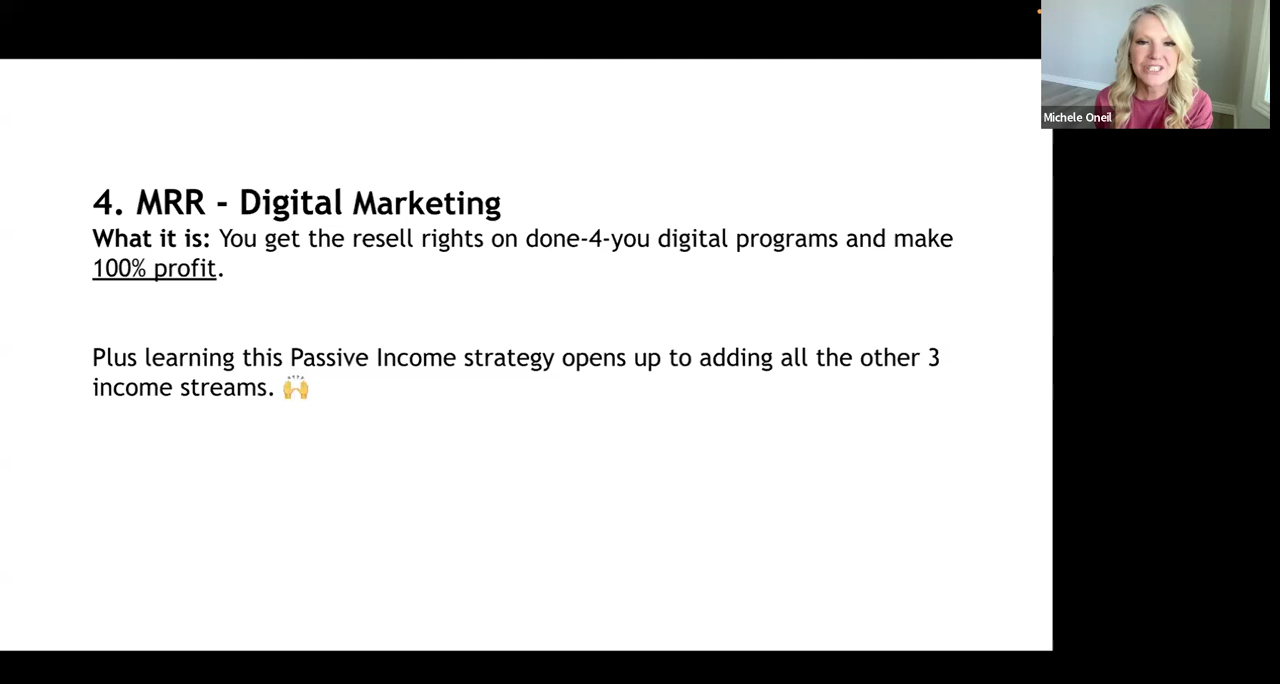 Michele Oneil
4. MRR - Digital Marketing
What it is: You get the resell rights on done-4-you digital programs and make
100% profit.
Plus learning this Passive Income strategy opens up to adding all the other 3
income streams. 🙌